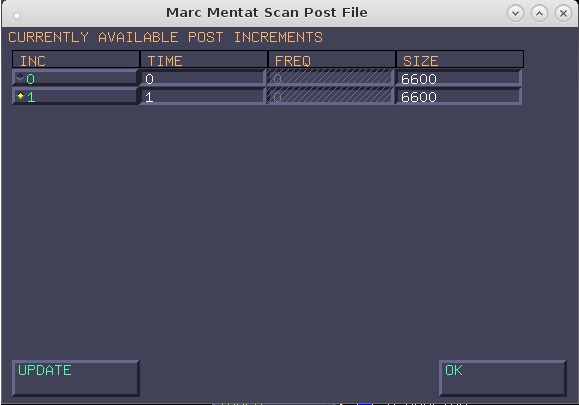 Marc Mentat Scan Post File
CURRENTLY AVAILABLE POST INCREMENTS
INC TIME FREQ SIZE
0 0 0 6600
1 1 0 6600
UPDATE OK